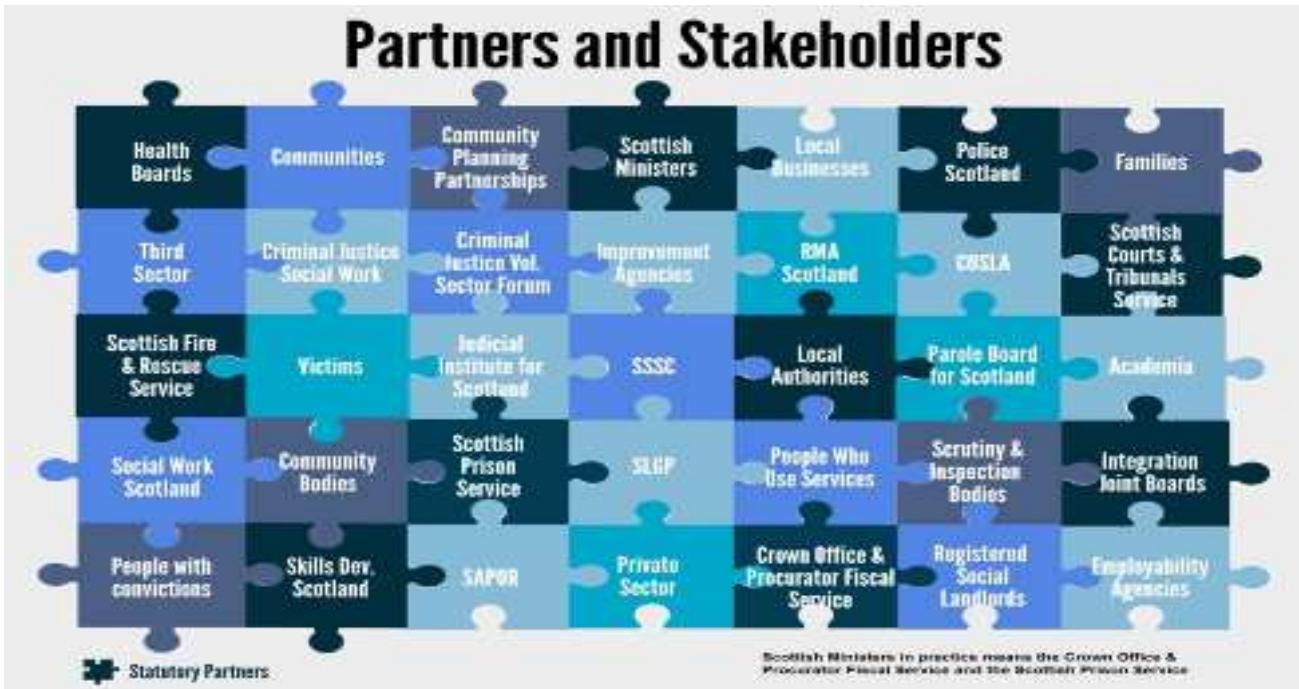 Partners and Stakeholders
Health
Boards
Communities
Community
Planning
Partnerships
Scottish
Ministers
Local
Businesses
Police
Scotland
Families
Third
Sector
Criminal Justice
Social Work
Criminal
Justice Vol.
Sector Forum
Improvement
Agencies
RMA
Scotland
COSLA
Scottish
Courts &
Tribunals
Service
Scottish Fire
& Rescue
Service
Victims
Judicial
Institute for
Scotland
SSSC
Local
Authorities
Parole Board
for Scotland
Academia
Social Work
Scotland
Community
Bodies
Scottish
Prison
Service
SLGP
People Who
Use Services
Scrutiny &
Inspection
Bodies
Integration
Joint Boards
People with
convictions
Skills Dev.
Scotland
SAPOR
Private
Sector
Crown Office &
Procurator Fiscal
Service
Registered
Social
Landlords
Employability
Agencies
Statutory Partners
Scottish Ministers in practice means the Crown Office &
Procurator Fiscal Service and the Scottish Prison Service